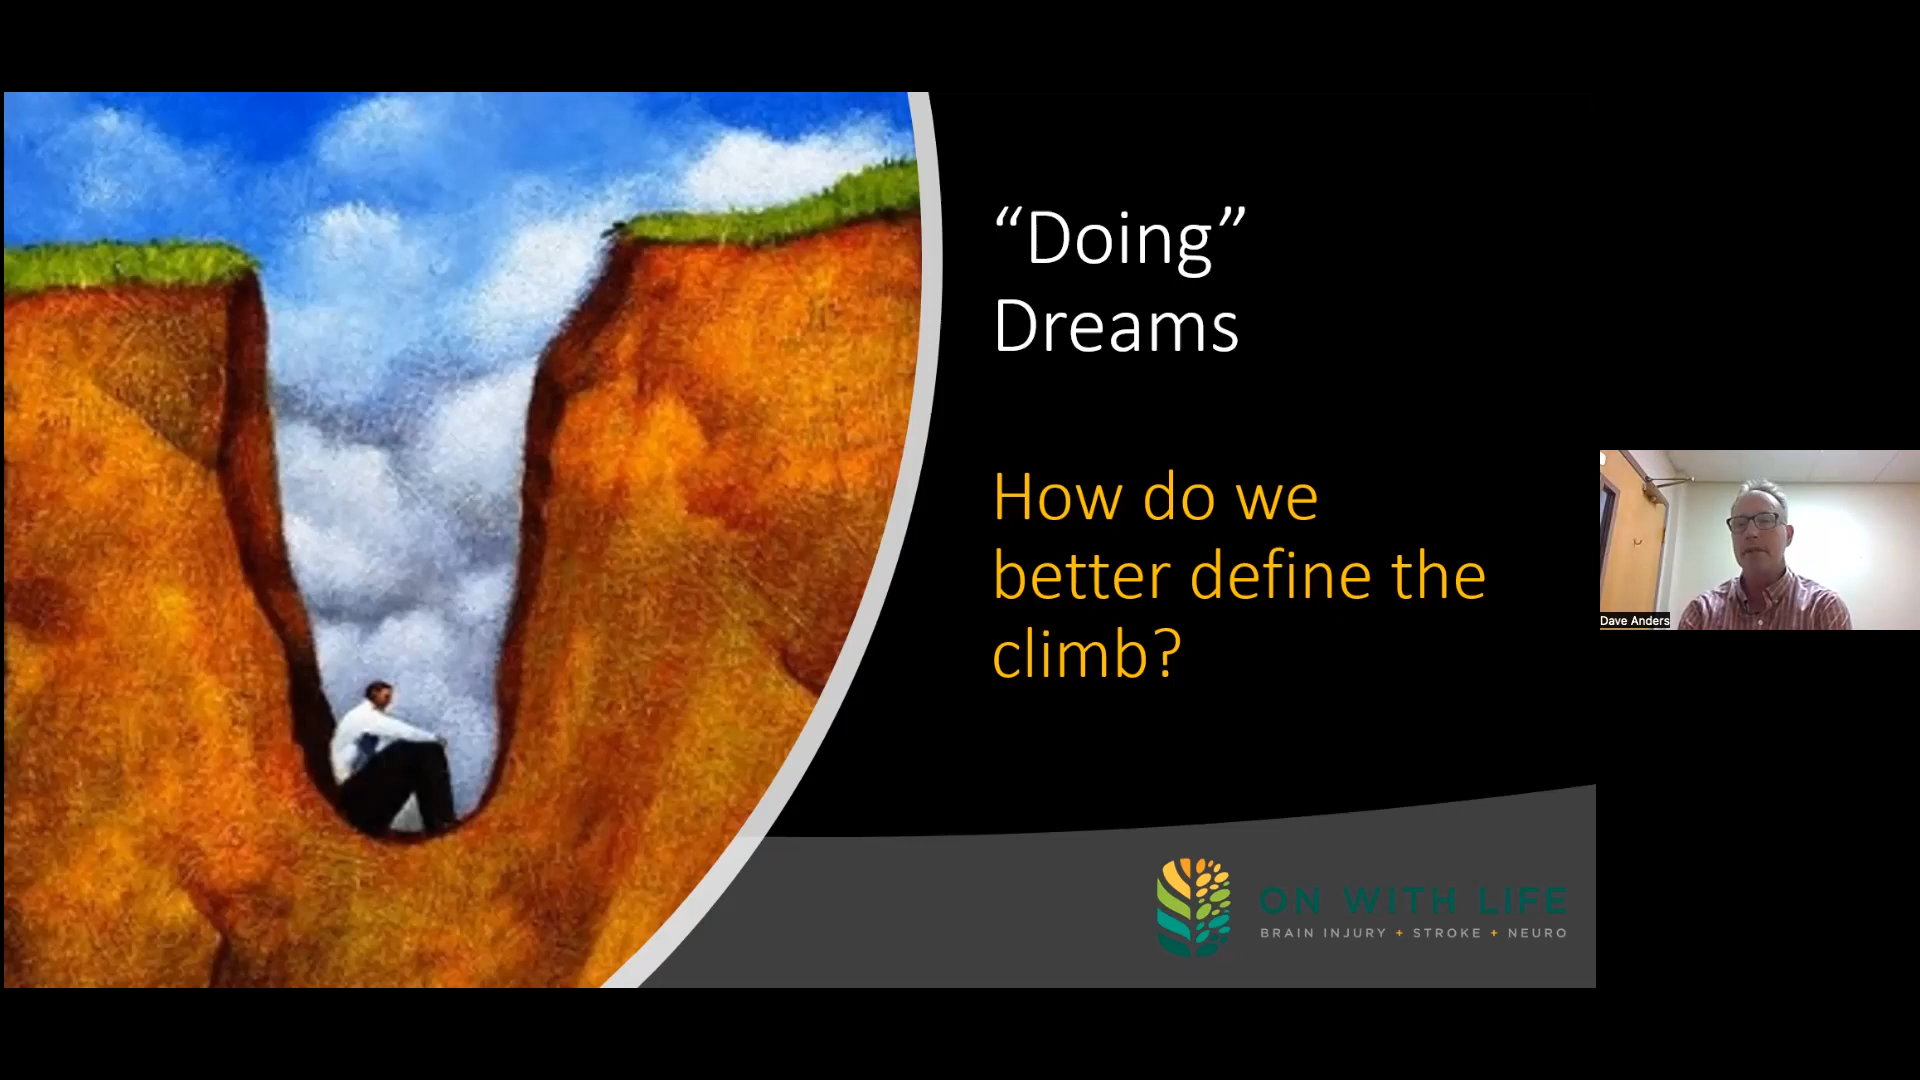 “Doing”
Dreams
How do we
better define the
climb?
Dave Anders
ON WITH LIFE
BRAIN INJURY + STROKE + NEURO